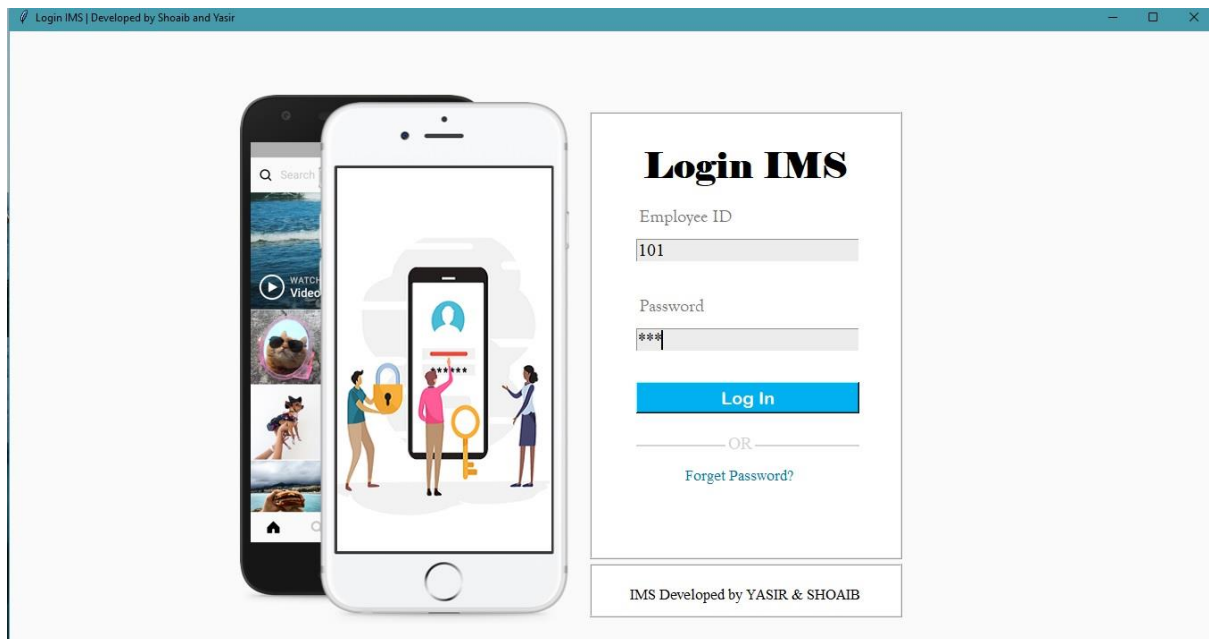 Login IMS | Developed by Shoaib and Yasir
Search
WATCH
Video
******
Login IMS
Employee ID
101
Password
***
Log In
OR
Forget Password?
IMS Developed by YASIR & SHOAIB